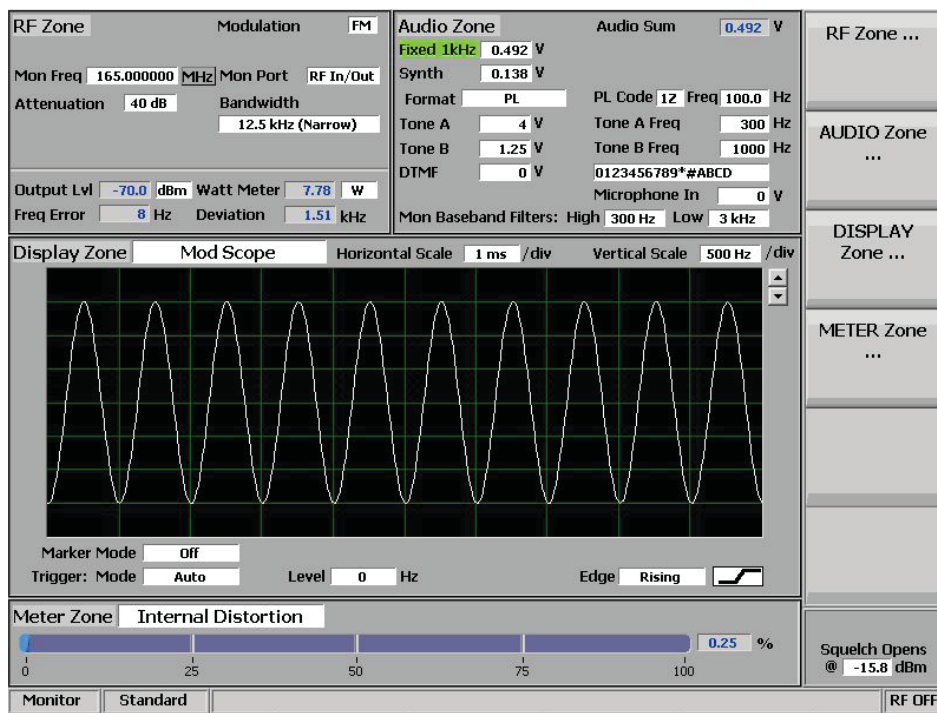 RF Zone Modulation FM
Mon Freq 165.000000 MHz Mon Port RF In/Out
Attenuation 40 dB Bandwidth
12.5 kHz (Narrow)
Output Lvl -70.0 dBm Watt Meter 7.78 W
Freq Error 8 Hz Deviation 1.51 kHz
Audio Zone Audio Sum 0.492 V
Fixed 1kHz 0.492 V
Synth 0.138 V
Format PL PL Code 1Z Freq 100.0 Hz
Tone A 4 V Tone A Freq 300 Hz
Tone B 1.25 V Tone B Freq 1000 Hz
DTMF 0 V 0123456789*#ABCD
Microphone In 0 V
Mon Baseband Filters: High 300 Hz Low 3 kHz
Display Zone Mod Scope Horizontal Scale 1 ms /div Vertical Scale 500 Hz /div
Marker Mode Off
Trigger: Mode Auto Level 0 Hz Edge Rising
Meter Zone Internal Distortion
0.25 %
0 25 50 75 100
RF Zone ...
AUDIO Zone
...
DISPLAY
Zone ...
METER Zone
...
Squelch Opens
@ -15.8 dBm
Monitor Standard RF OFF